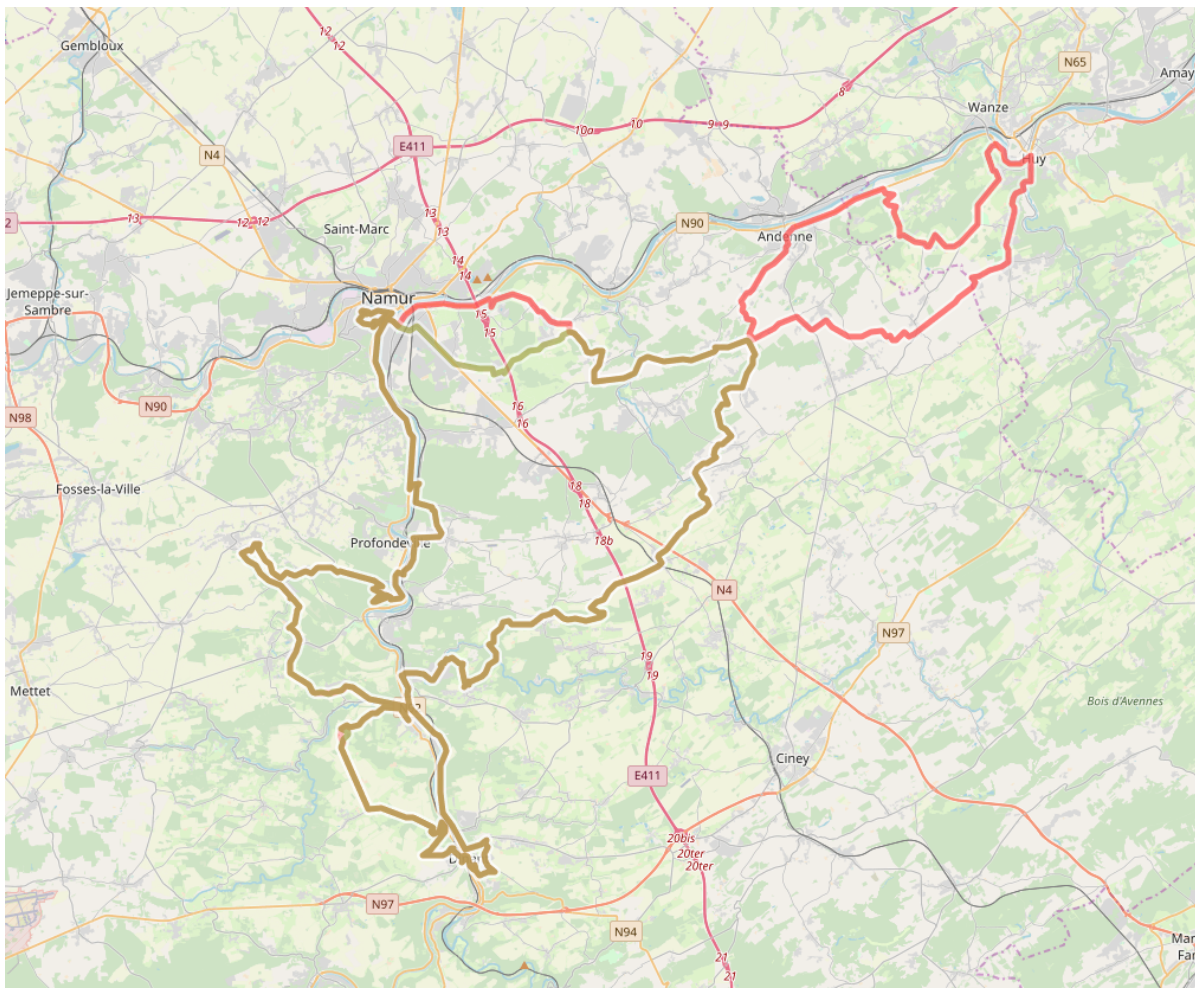 12
12
Gembloux
N65
Amay
8
Wanze
10a
10
9
9
E411
N4
Huy
2
13
12
12
13
13
N90
Saint-Marc
Andenne
14
14
Jemeppe-sur-
Sambre
Namur
15
15
N90
N98
16
16
Fosses-la-Ville
18
18
18b
Profondeville
N4
N97
19
19
Mettet
Bois d'Avennes
Ciney
E411
20bis
20ter
20ter
N97
N94
21
21